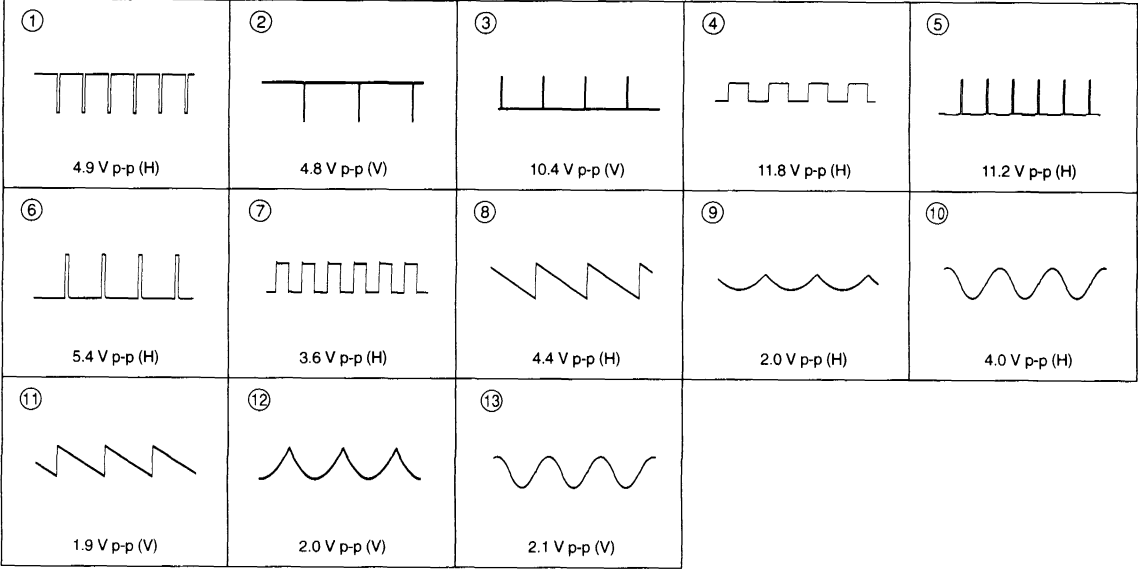 ① ② ③ ④ ⑤
4.9 V p-p (H) 4.8 V p-p (V) 10.4 V p-p (V) 11.8 V p-p (H) 11.2 V p-p (H)
⑥ ⑦ ⑧ ⑨ ⑩
5.4 V p-p (H) 3.6 V p-p (H) 4.4 V p-p (H) 2.0 V p-p (H) 4.0 V p-p (H)
⑪ ⑫ ⑬
1.9 V p-p (V) 2.0 V p-p (V) 2.1 V p-p (V)